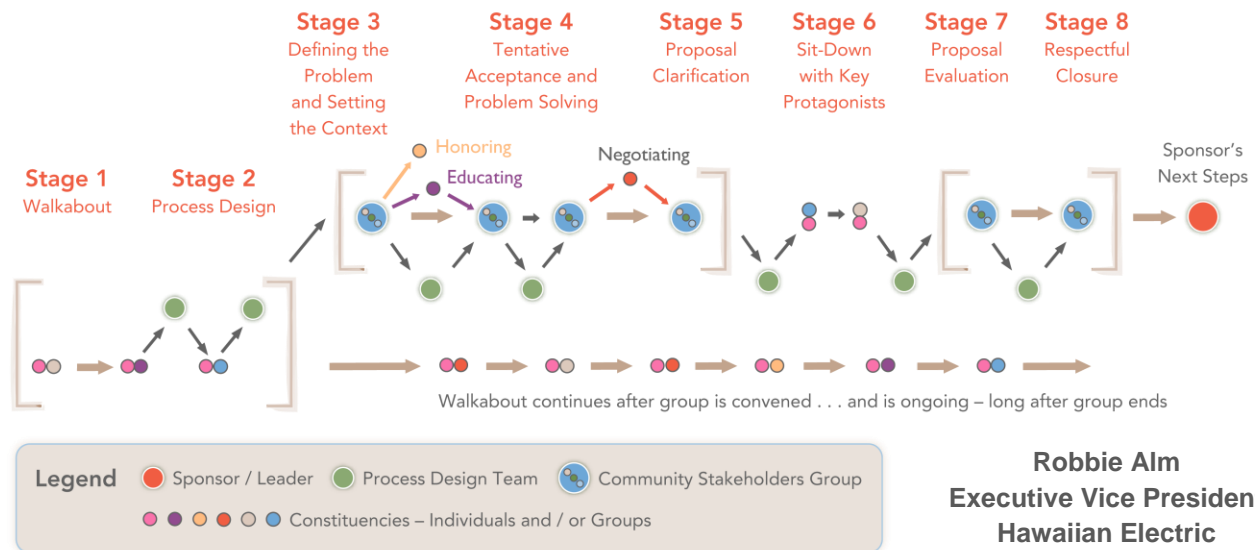 Stage 3
Defining the
Problem
and Setting
the Context
Stage 4
Tentative
Acceptance and
Problem Solving
Stage 5
Proposal
Clarification
Stage 6
Sit-Down
with Key
Protagonists
Stage 7
Proposal
Evaluation
Stage 8
Respectful
Closure
Stage 1
Walkabout
Stage 2
Process Design
Honoring
Educating
Negotiating
Sponsor's
Next Steps
Walkabout continues after group is convened . . . and is ongoing – long after group ends
Legend
Sponsor / Leader
Process Design Team
Community Stakeholders Group
Constituencies – Individuals and / or Groups
Robbie Alm
Executive Vice Presiden
Hawaiian Electric